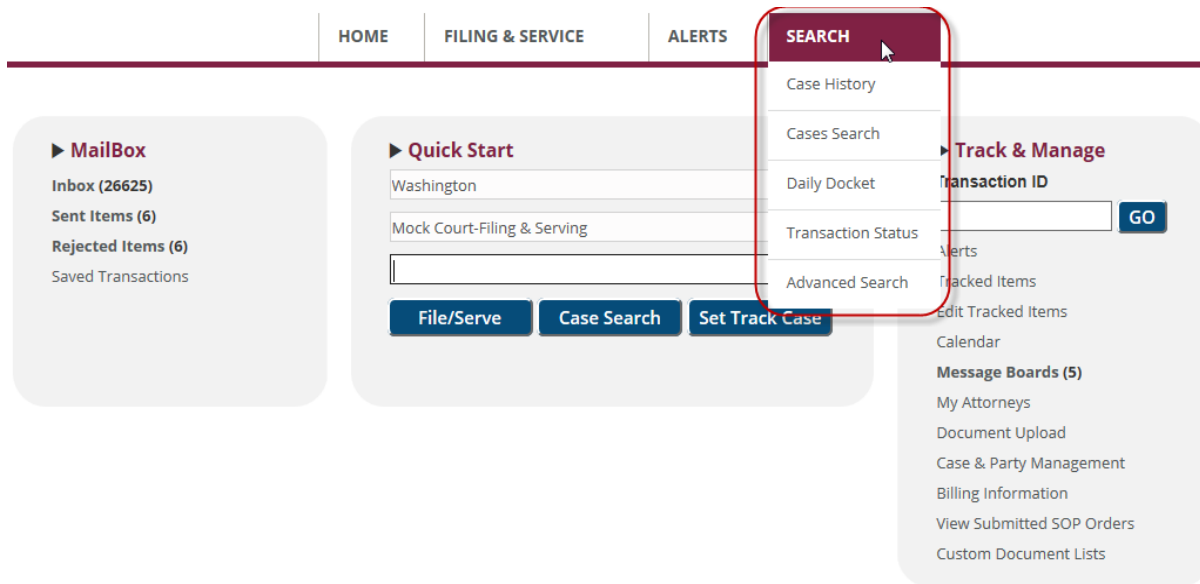 HOME
FILING & SERVICE
ALERTS
SEARCH
Case History
Cases Search
Daily Docket
Transaction Status
Advanced Search
MailBox
Inbox (26625)
Sent Items (6)
Rejected Items (6)
Saved Transactions
Quick Start
Washington
Mock Court-Filing & Serving
File/Serve
Case Search
Set Track Case
Track & Manage
Transaction ID
GO
Alerts
Tracked Items
Edit Tracked Items
Calendar
Message Boards (5)
My Attorneys
Document Upload
Case & Party Management
Billing Information
View Submitted SOP Orders
Custom Document Lists